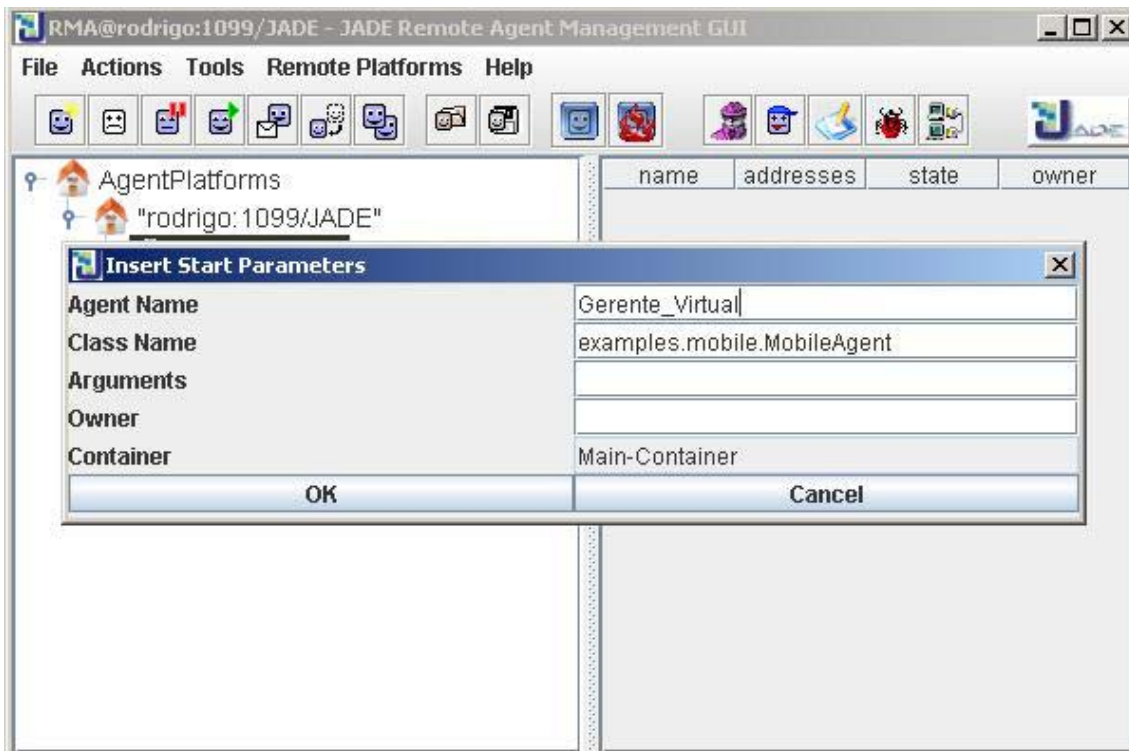 RMA@rodrigo:1099/JADE - JADE Remote Agent Management GUI
File Actions Tools Remote Platforms Help
JADE
AgentPlatforms
name addresses state owner
"rodrigo:1099/JADE"
Insert Start Parameters
Agent Name Gerente_Virtual
Class Name examples.mobile.MobileAgent
Arguments
Owner
Container Main-Container
OK Cancel